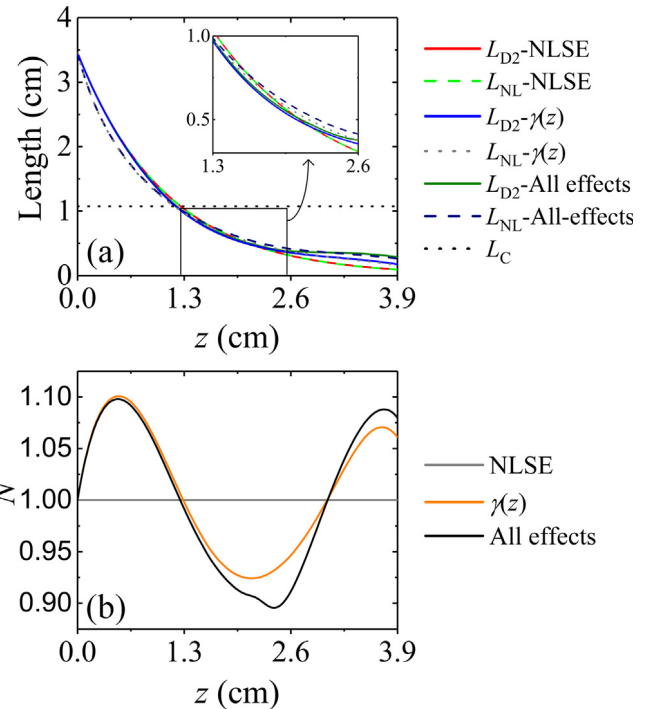 4
3
2
1
0
Length (cm)
(a)
1.0
0.5
1.3
2.6
0.0
1.3
2.6
3.9
z (cm)
L_D2-NLSE
L_NL-NLSE
L_D2-γ(z)
L_NL-γ(z)
L_D2-All effects
L_NL-All-effects
L_C
1.10
1.05
1.00
0.95
0.90
N
(b)
0.0
1.3
2.6
3.9
z (cm)
NLSE
γ(z)
All effects